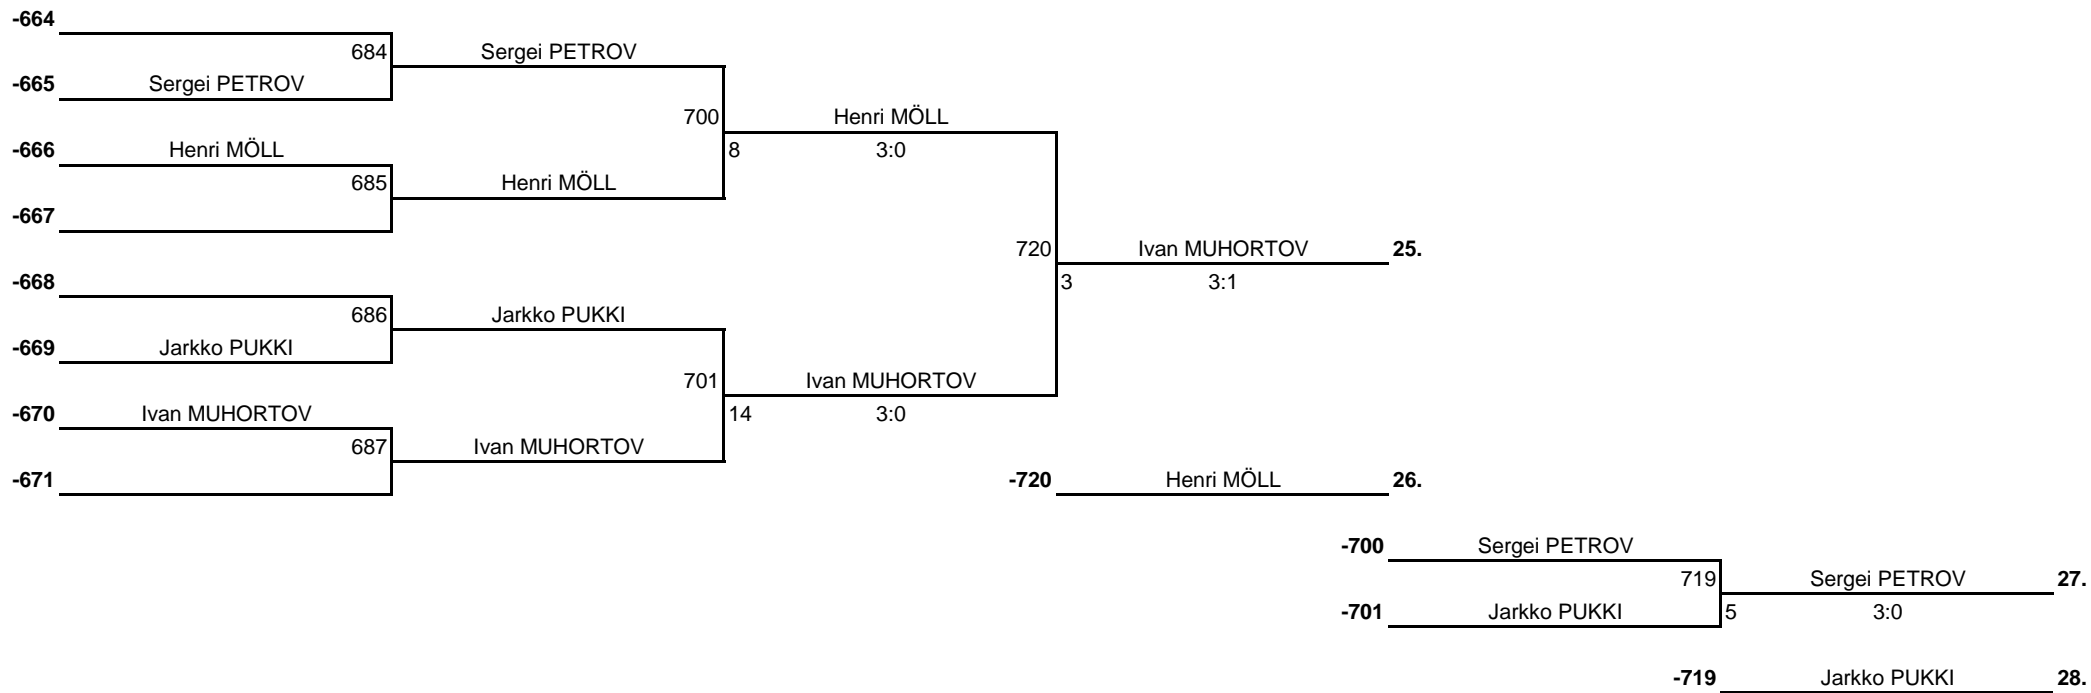 -664
684 Sergei PETROV
-665 Sergei PETROV
700 Henri MÖLL
-666 Henri MÖLL 8 3:0
685 Henri MÖLL
-667
720 Ivan MUHORTOV 25.
-668 3 3:1
686 Jarkko PUKKI
-669 Jarkko PUKKI
701 Ivan MUHORTOV
-670 Ivan MUHORTOV 14 3:0
687 Ivan MUHORTOV
-671 -720 Henri MÖLL 26.
-700 Sergei PETROV
719 Sergei PETROV 27.
-701 Jarkko PUKKI 5 3:0
-719 Jarkko PUKKI 28.